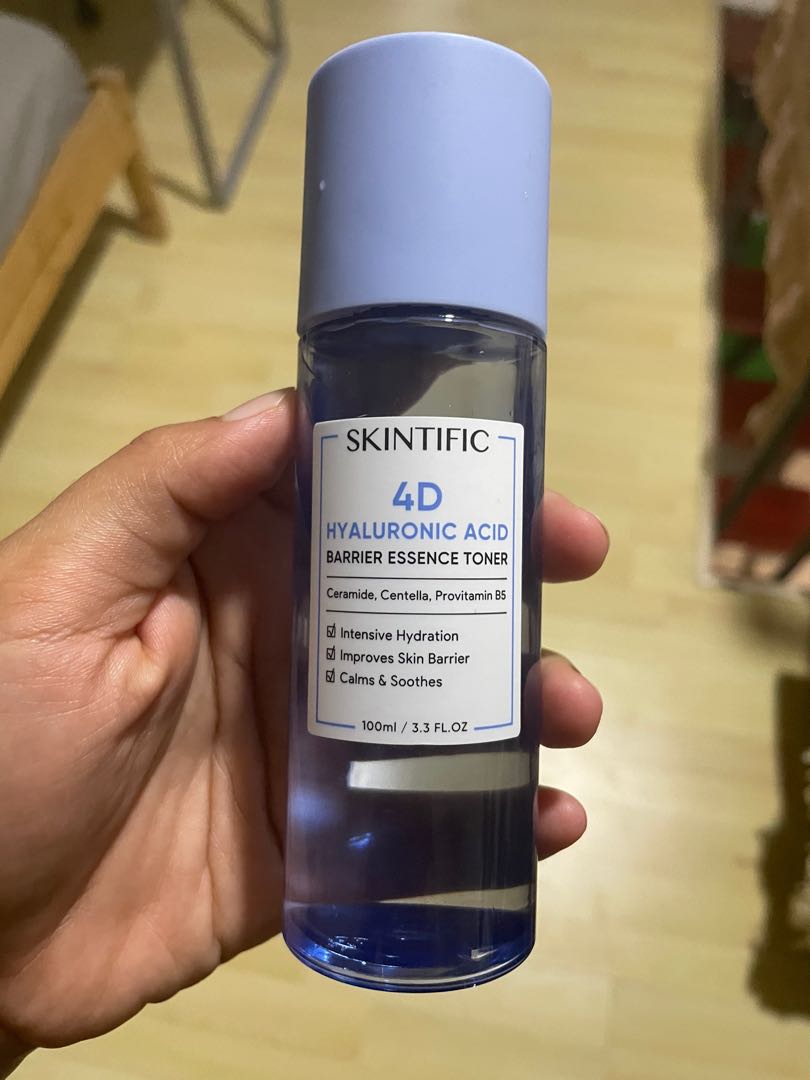 SKINTIFIC
4D
HYALURONIC ACID
BARRIER ESSENCE TONER
Ceramide, Centella, Provitamin B5
☑ Intensive Hydration
☑ Improves Skin Barrier
☑ Calms & Soothes
100ml / 3.3 FL.OZ